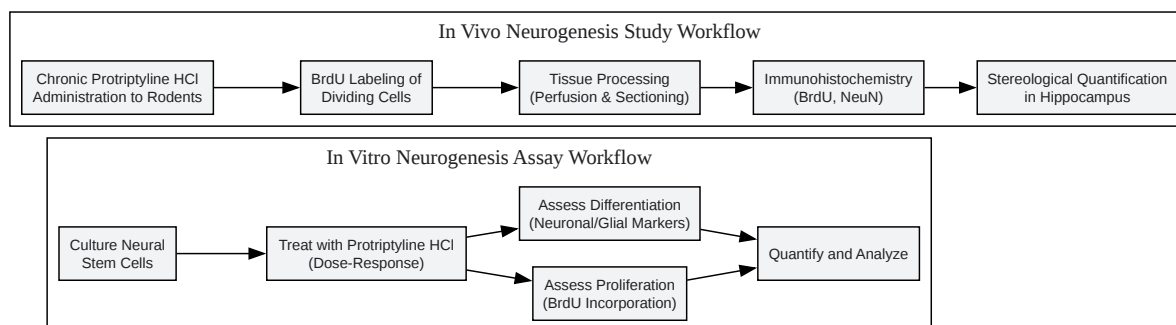 In Vivo Neurogenesis Study Workflow
Chronic Protriptyline HCl
Administration to Rodents
BrdU Labeling of
Dividing Cells
Tissue Processing
(Perfusion & Sectioning)
Immunohistochemistry
(BrdU, NeuN)
Stereological Quantification
in Hippocampus
In Vitro Neurogenesis Assay Workflow
Culture Neural
Stem Cells
Treat with Protriptyline HCl
(Dose-Response)
Assess Differentiation
(Neuronal/Glial Markers)
Assess Proliferation
(BrdU Incorporation)
Quantify and Analyze